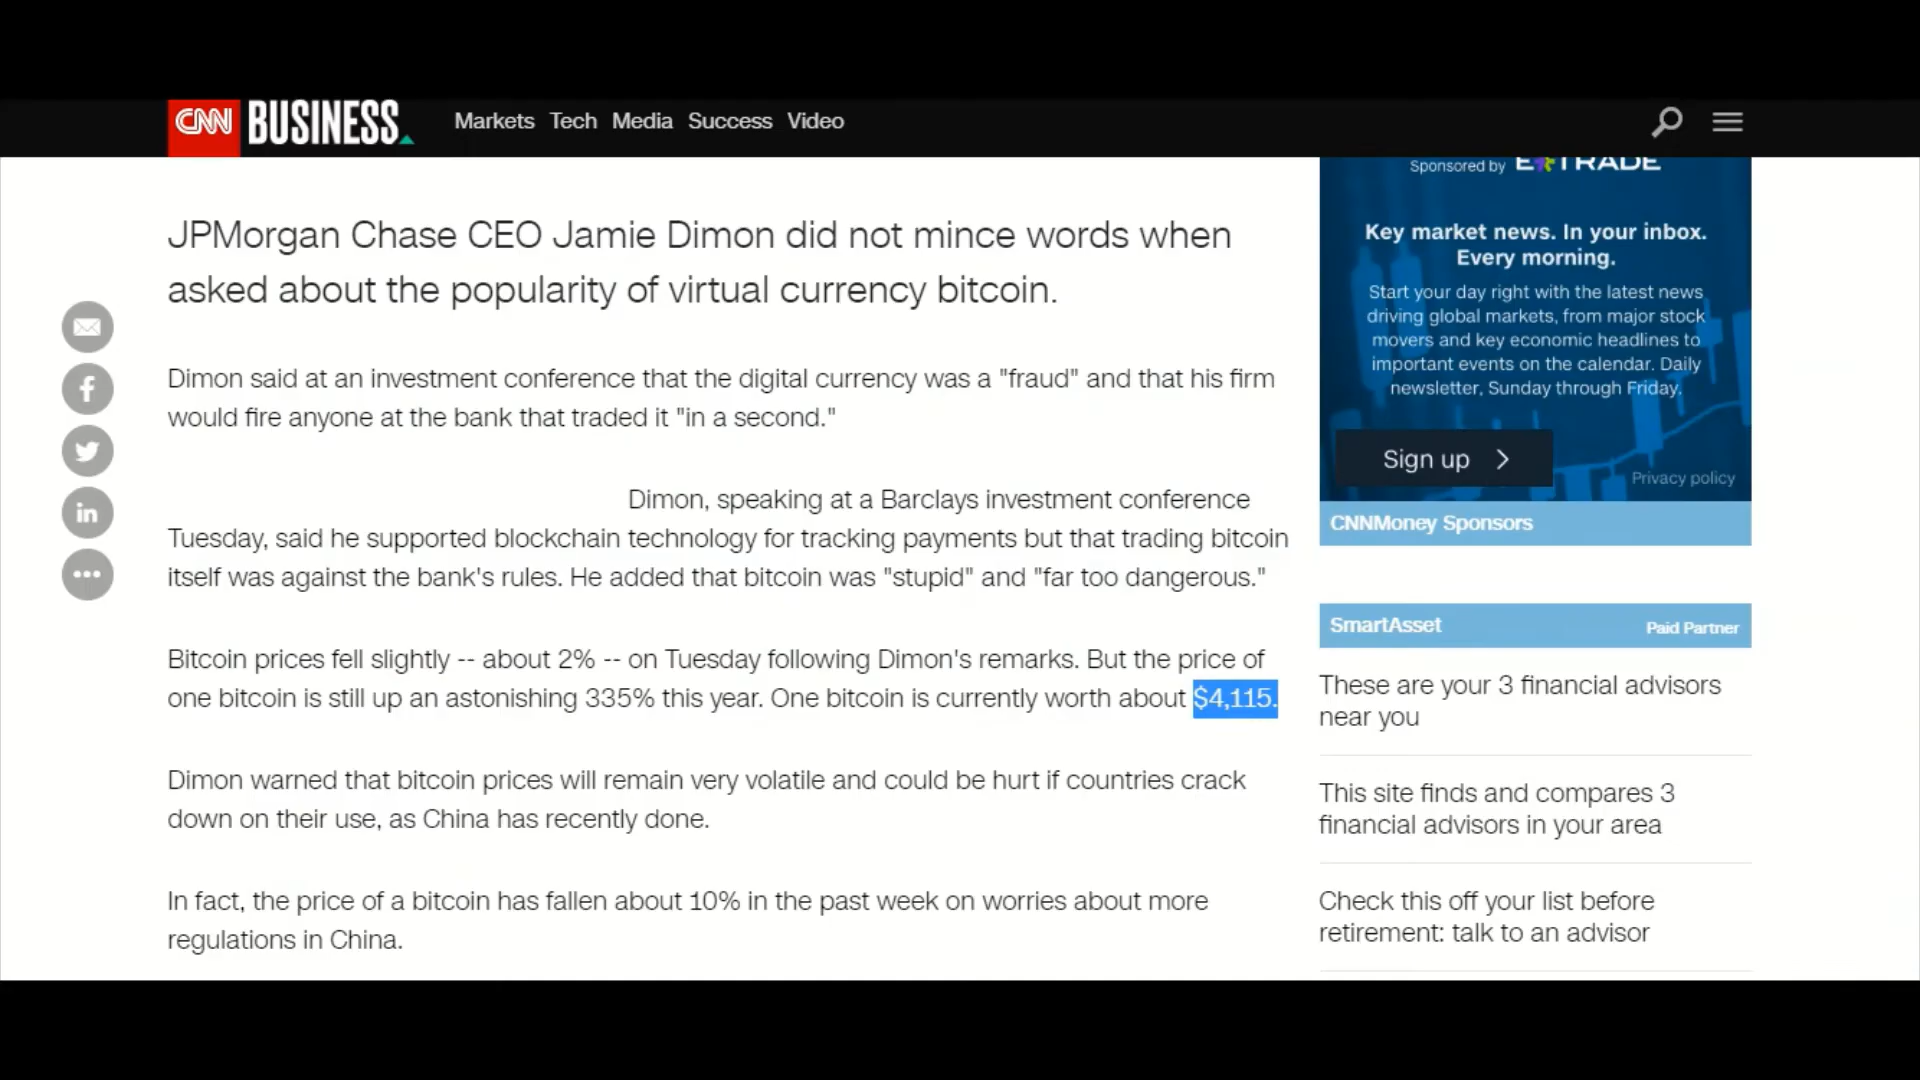 CNN BUSINESS
Markets Tech Media Success Video
JPMorgan Chase CEO Jamie Dimon did not mince words when
asked about the popularity of virtual currency bitcoin.
Dimon said at an investment conference that the digital currency was a "fraud" and that his firm
would fire anyone at the bank that traded it "in a second."
Dimon, speaking at a Barclays investment conference
Tuesday, said he supported blockchain technology for tracking payments but that trading bitcoin
itself was against the bank's rules. He added that bitcoin was "stupid" and "far too dangerous."
Bitcoin prices fell slightly -- about 2% -- on Tuesday following Dimon's remarks. But the price of
one bitcoin is still up an astonishing 335% this year. One bitcoin is currently worth about $4,115.
Dimon warned that bitcoin prices will remain very volatile and could be hurt if countries crack
down on their use, as China has recently done.
In fact, the price of a bitcoin has fallen about 10% in the past week on worries about more
regulations in China.
f
in
Sponsored by E*TRADE
Key market news. In your inbox.
Every morning.
Start your day right with the latest news
driving global markets, from major stock
movers and key economic headlines to
important events on the calendar. Daily
newsletter, Sunday through Friday.
Sign up
Privacy policy
CNNMoney Sponsors
SmartAsset Paid Partner
These are your 3 financial advisors
near you
This site finds and compares 3
financial advisors in your area
Check this off your list before
retirement: talk to an advisor